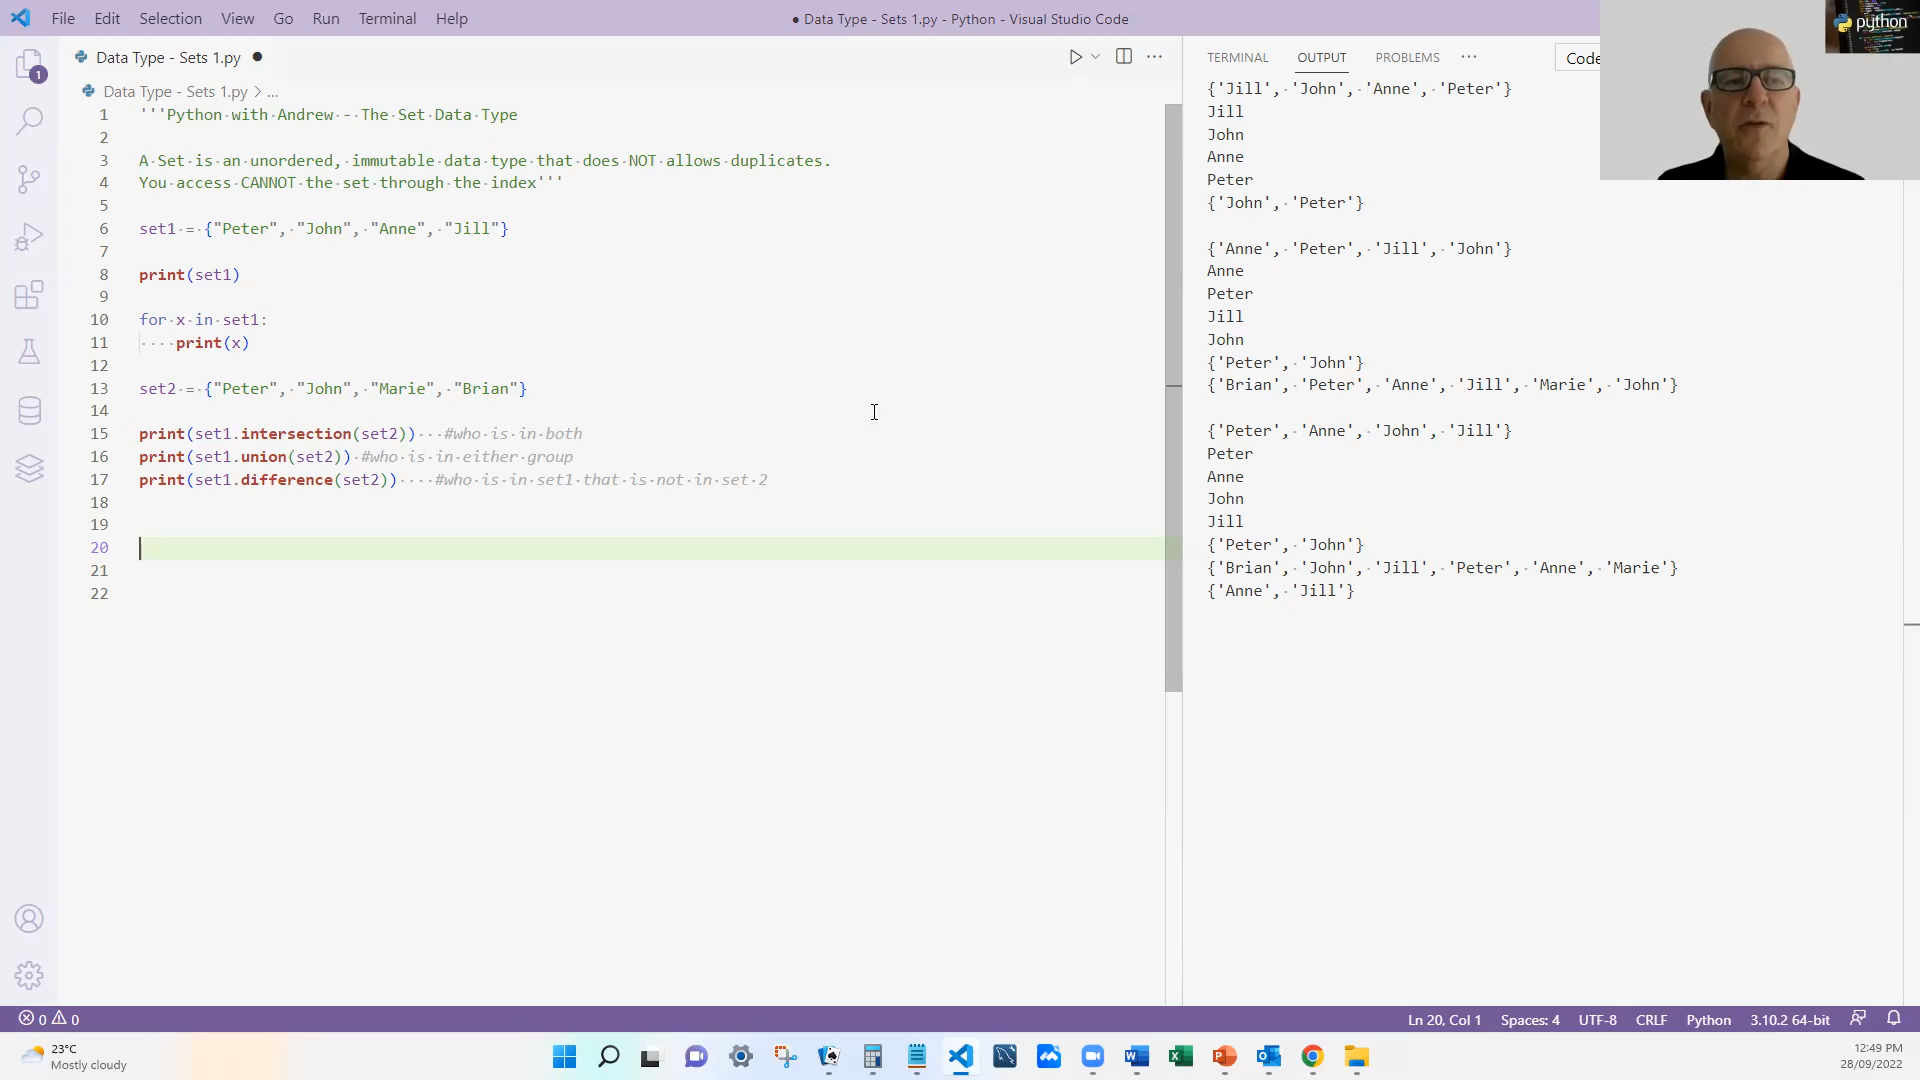 File Edit Selection View Go Run Terminal Help
● Data Type - Sets 1.py - Python - Visual Studio Code
python
Data Type - Sets 1.py ●
TERMINAL OUTPUT PROBLEMS ··· Code
Data Type - Sets 1.py > ...
1 '''Python with Andrew -- The Set Data Type
2
3 A Set is an unordered, immutable data type that does NOT allows duplicates.
4 You access CANNOT the set through the index'''
5
6 set1 = {"Peter", "John", "Anne", "Jill"}
7
8 print(set1)
9
10 for x in set1:
11 print(x)
12
13 set2 = {"Peter", "John", "Marie", "Brian"}
14
15 print(set1.intersection(set2)) #who is in both
16 print(set1.union(set2)) #who is in either group
17 print(set1.difference(set2)) #who is in set1 that is not in set 2
18
19
20
21
22
{'Jill', 'John', 'Anne', 'Peter'}
Jill
John
Anne
Peter
{'John', 'Peter'}
{'Anne', 'Peter', 'Jill', 'John'}
Anne
Peter
Jill
John
{'Peter', 'John'}
{'Brian', 'Peter', 'Anne', 'Jill', 'Marie', 'John'}
{'Peter', 'Anne', 'John', 'Jill'}
Peter
Anne
John
Jill
{'Peter', 'John'}
{'Brian', 'John', 'Jill', 'Peter', 'Anne', 'Marie'}
{'Anne', 'Jill'}
1
0 0
Ln 20, Col 1 Spaces: 4 UTF-8 CRLF Python 3.10.2 64-bit
23°C
Mostly cloudy
12:49 PM
28/09/2022